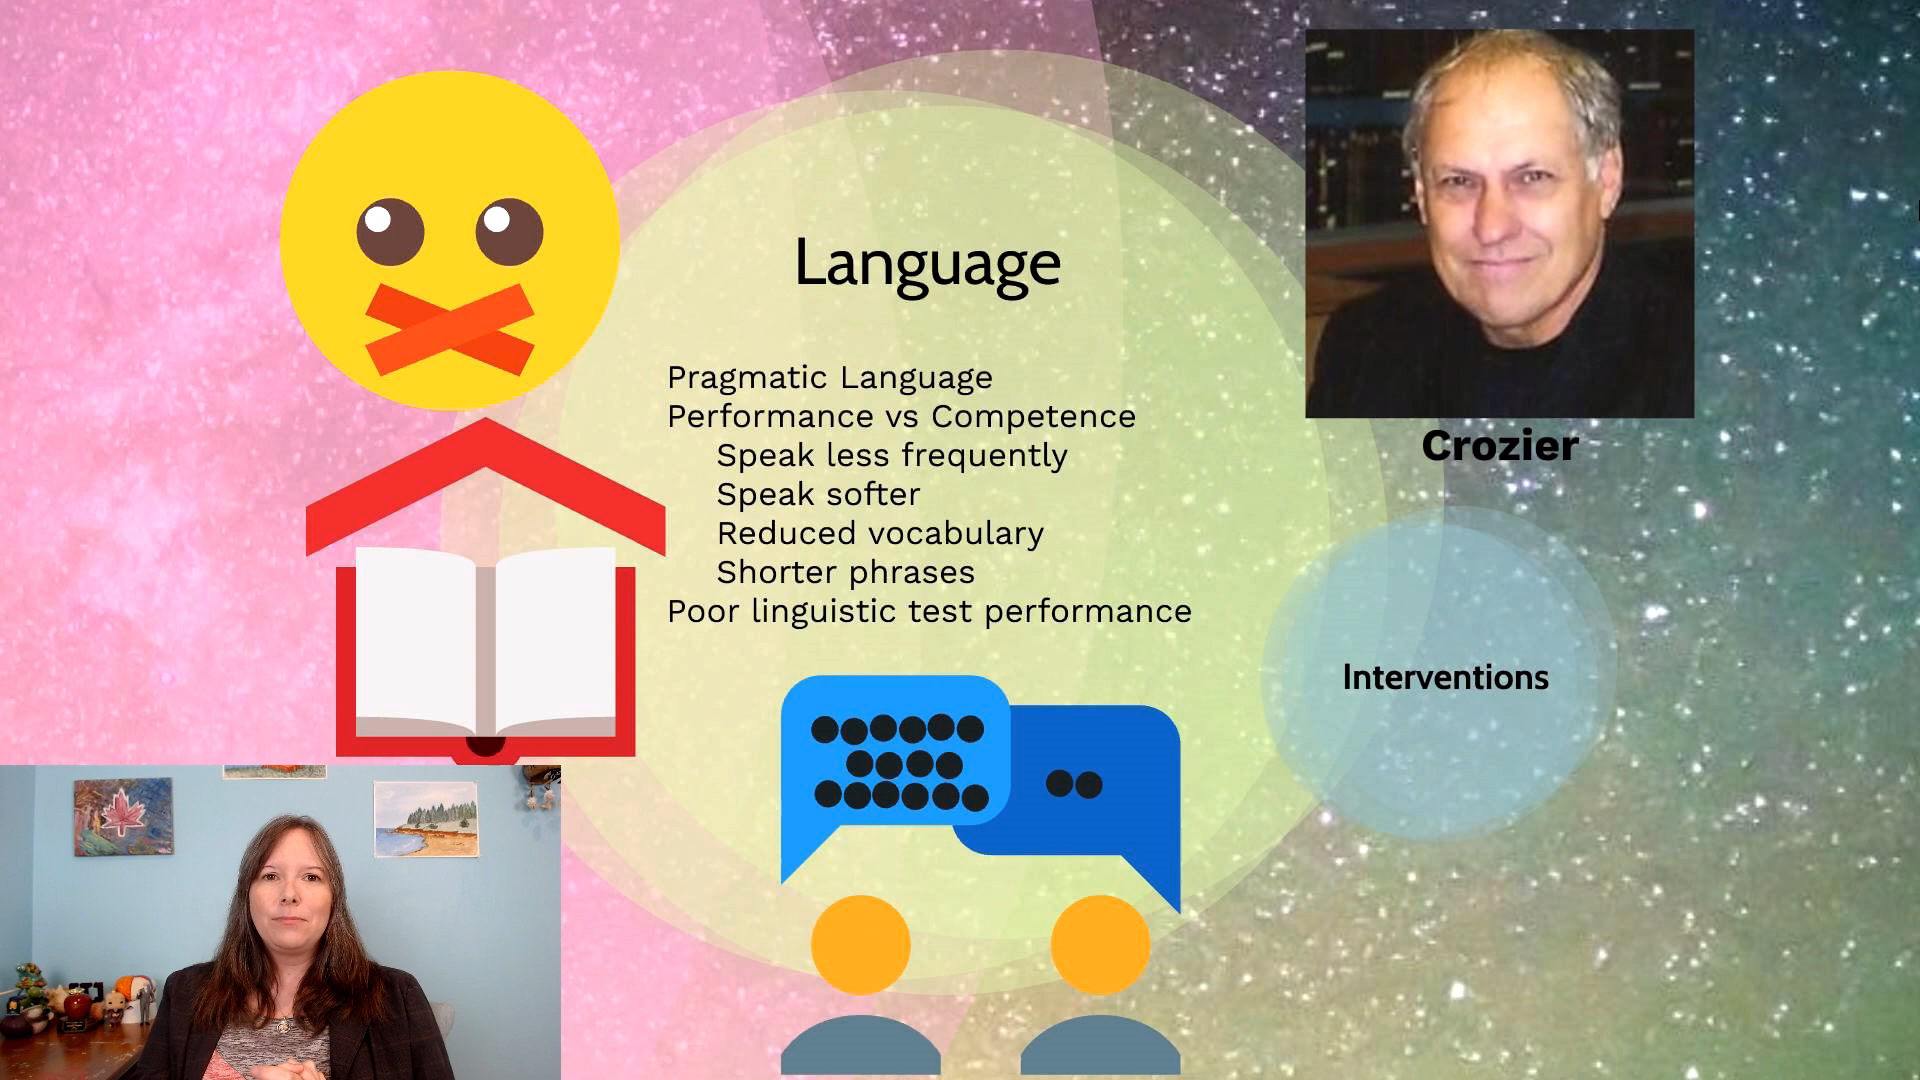 Language
Pragmatic Language
Performance vs Competence
Speak less frequently
Speak softer
Reduced vocabulary
Shorter phrases
Poor linguistic test performance
Crozier
Interventions